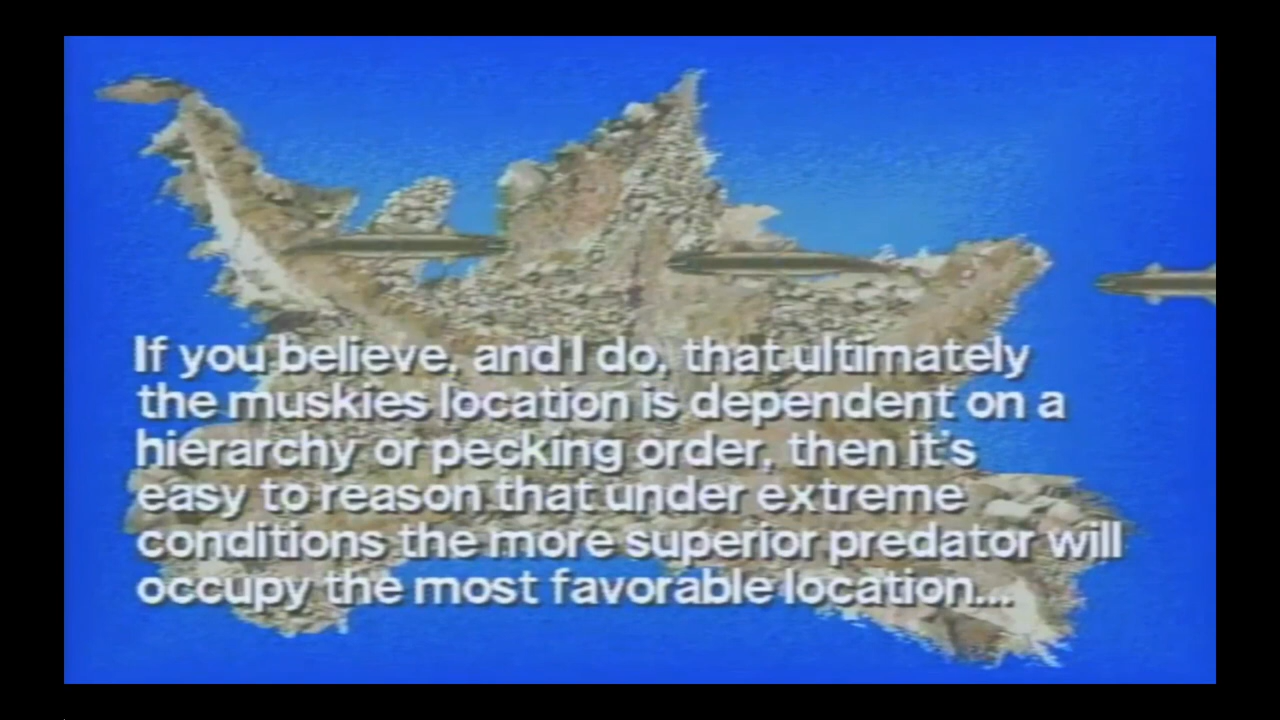 If you believe, and I do, that ultimately
the muskies location is dependent on a
hierarchy or pecking order, then it's
easy to reason that under extreme
conditions the more superior predator will
occupy the most favorable location...